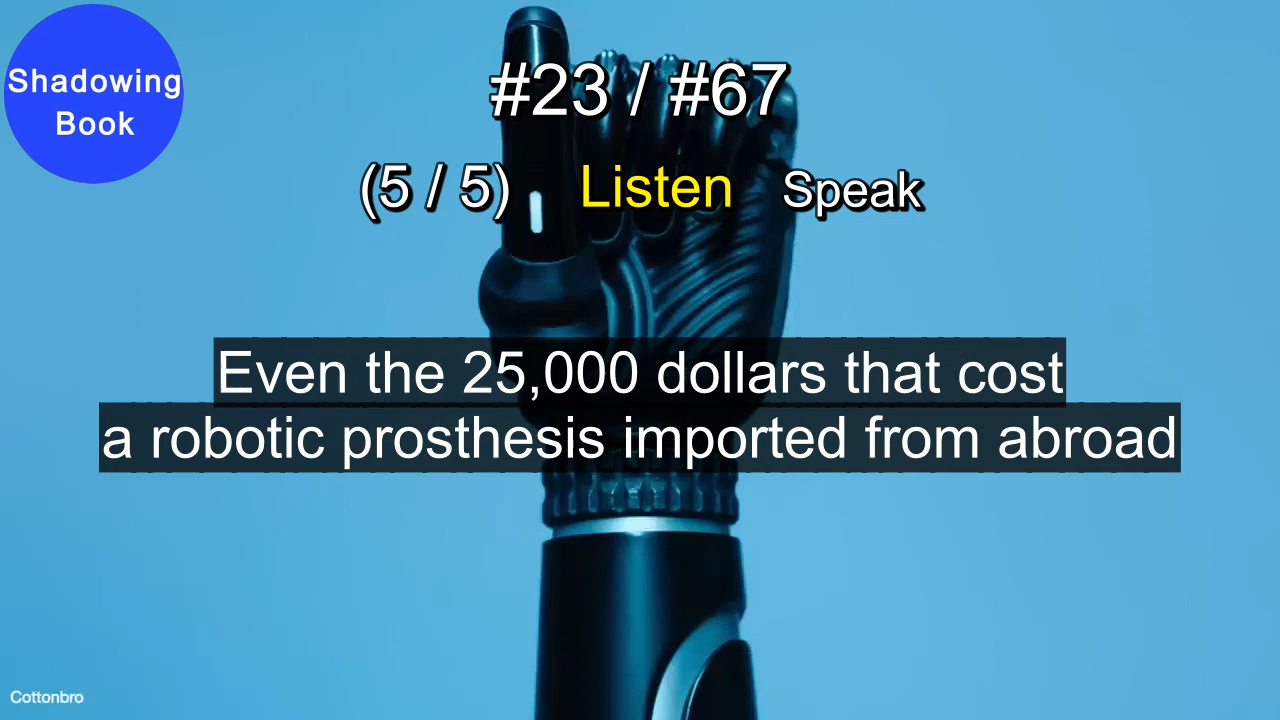 Shadowing
Book
#23 / #67
(5 / 5) Listen Speak
Even the 25,000 dollars that cost
a robotic prosthesis imported from abroad
Cottonbro